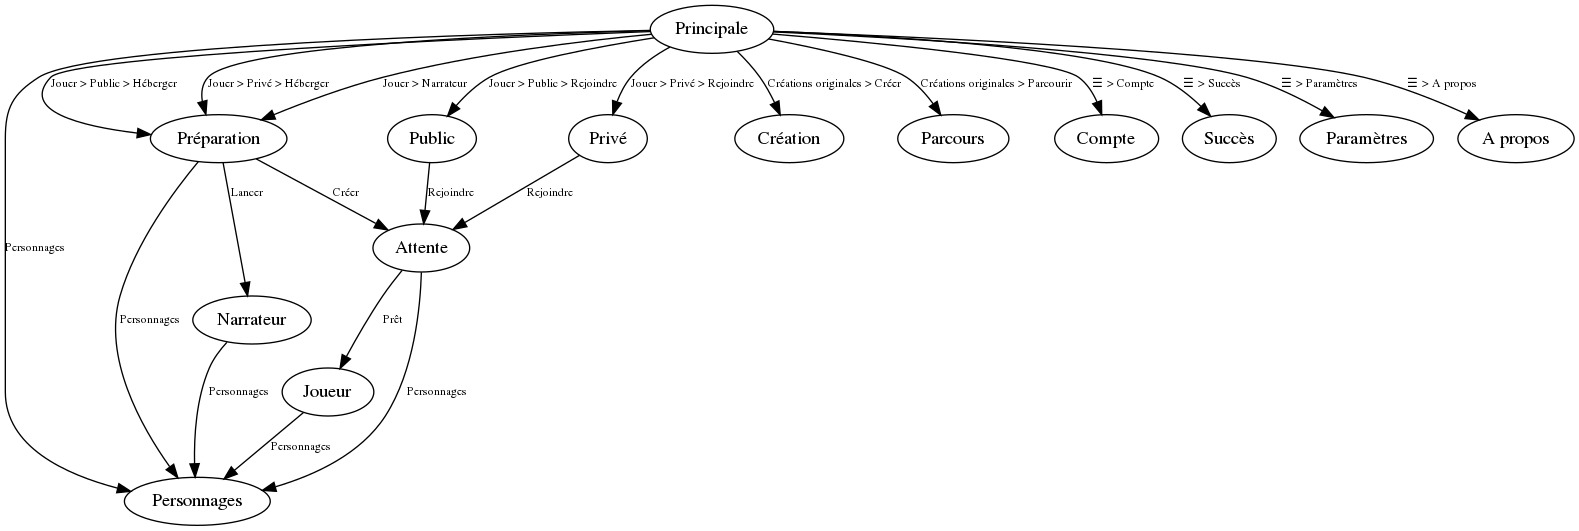 Principale
Jouer > Public > Héberger
Jouer > Privé > Héberger
Jouer > Narrateur
Jouer > Public > Rejoindre
Jouer > Privé > Rejoindre
Créations originales > Créer
Créations originales > Parcourir
☰ > Compte
☰ > Succès
☰ > Paramètres
☰ > A propos
Préparation
Public
Privé
Création
Parcours
Compte
Succès
Paramètres
A propos
Lancer
Créer
Rejoindre
Rejoindre
Personnages
Attente
Personnages
Narrateur
Prêt
Personnages
Joueur
Personnages
Personnages
Personnages